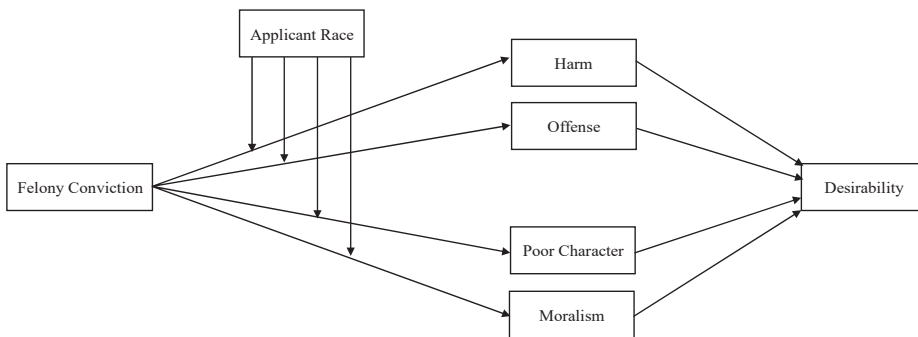 Applicant Race
Harm
Offense
Felony Conviction
Desirability
Poor Character
Moralism